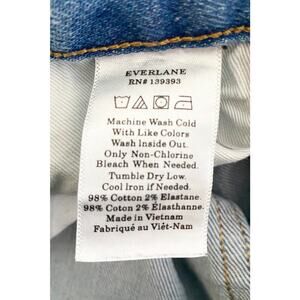 EVERLANE
RN# 139393
Machine Wash Cold
With Like Colors
Wash Inside Out.
Only Non-Chlorine
Bleach When Needed.
Tumble Dry Low.
Cool Iron if Needed.
98% Cotton 2% Elastane.
98% Coton 2% Élasthanne.
Made in Vietnam
Fabriqué au Viêt-Nam